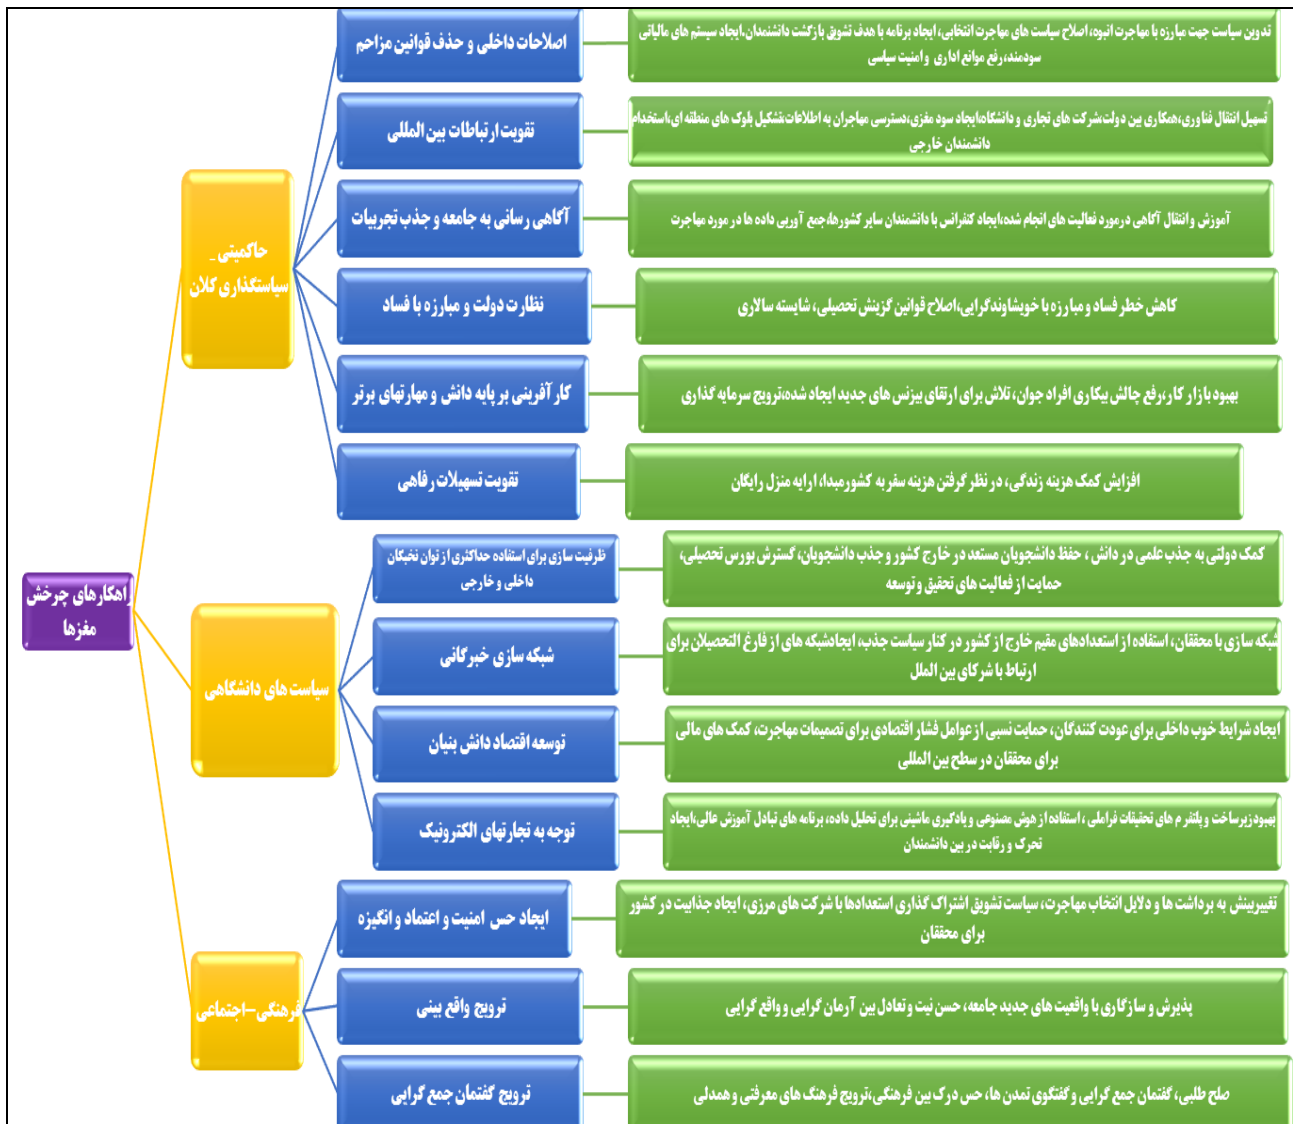 راهکارهای چرخش
مغزها
حاکمیتی_
سیاستگذاری کلان
اصلاحات داخلی و حذف قوانین مزاحم
تدوین سیاست جهت مبارزه با مهاجرت انبوه، اصلاح سیاست های مهاجرت انتخابی، ایجاد برنامه با هدف تشویق بازگشت دانشنمدان.ایجاد سیستم های مالیاتی
سودمند،رفع موانع اداری و امنیت سیاسی
تقویت ارتباطات بین المللی
تسهیل انتقال فناوری،همکاری بین دولت،شرکت های تجاری و دانشگاه،ایجاد سود مغزی،دسترسی مهاجران به اطلاعات،تشکیل بلوک های منطقه ای،استخدام
دانشمندان خارجی
آگاهی رسانی به جامعه و جذب تجربیات
آموزش و انتقال آگاهی درمورد فعالیت های انجام شده،ایجاد کنفرانس با دانشمندان سایر کشورها،جمع آوریی داده ها در مورد مهاجرت
نظارت دولت و مبارزه با فساد
کاهش خطر فساد و مبارزه با خویشاوندگرایی،اصلاح قوانین گزینش تحصیلی، شایسته سالاری
کارآفرینی بر پایه دانش و مهارتهای برتر
بهبود بازار کار،رفع چالش بیکاری افراد جوان، تلاش برای ارتقای بیزنس های جدید ایجاد شده،ترویج سرمایه گذاری
تقویت تسهیلات رفاهی
افزایش کمک هزینه زندگی، در نظر گرفتن هزینه سفر به کشورمبدا، ارایه منزل رایگان
سیاست های دانشگاهی
ظرفیت سازی برای استفاده حداکثری از توان نخبگان
داخلی و خارجی
کمک دولتی به جذب علمی در دانش ، حفظ دانشجویان مستعد در خارج کشور و جذب دانشجویان، گسترش بورس تحصیلی،
حمایت از فعالیت های تحقیق و توسعه
شبکه سازی خبرگانی
شبکه سازی با محققان، استفاده از استعدادهای مقیم خارج از کشور در کنار سیاست جذب، ایجادشبکه های از فارغ التحصیلان برای
ارتباط با شرکای بین الملل
توسعه اقتصاد دانش بنیان
ایجاد شرایط خوب داخلی برای عودت کنندگان، حمایت نسبی از عوامل فشار اقتصادی برای تصمیمات مهاجرت، کمک های مالی
برای محققان در سطح بین المللی
توجه به تجارتهای الکترونیک
بهبود زیرساخت و پلتفرم های تحقیقات فراملی ، استفاده از هوش مصنوعی و یادگیری ماشینی برای تحلیل داده، برنامه های تبادل آموزش عالی،ایجاد
تحرک و رقابت در بین دانشمندان
فرهنگی-اجتماعی
ایجاد حس امنیت و اعتماد و انگیزه
تغییربینش به برداشت ها و دلایل انتخاب مهاجرت، سیاست تشویق اشتراک گذاری استعدادها با شرکت های مرزی، ایجاد جذابیت در کشور
برای محققان
ترویج واقع بینی
پذیرش و سازگاری با واقعیت های جدید جامعه، حسن نیت و تعادل بین آرمان گرایی و واقع گرایی
ترویج گفتمان جمع گرایی
صلح طلبی، گفتمان جمع گرایی و گفتگوی تمدن ها، حس درک بین فرهنگی،ترویج فرهنگ های معرفتی و همدلی